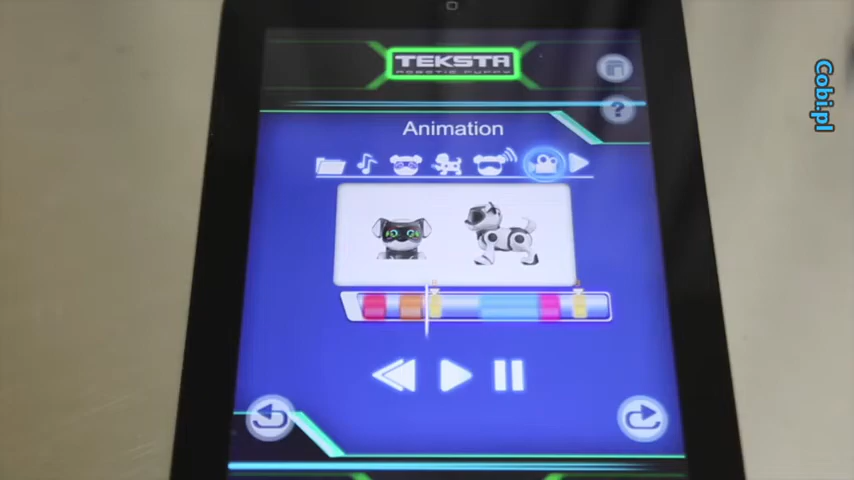 TEKSTA
ROBOTIC PUPPY
?
Animation
Cobi.pl